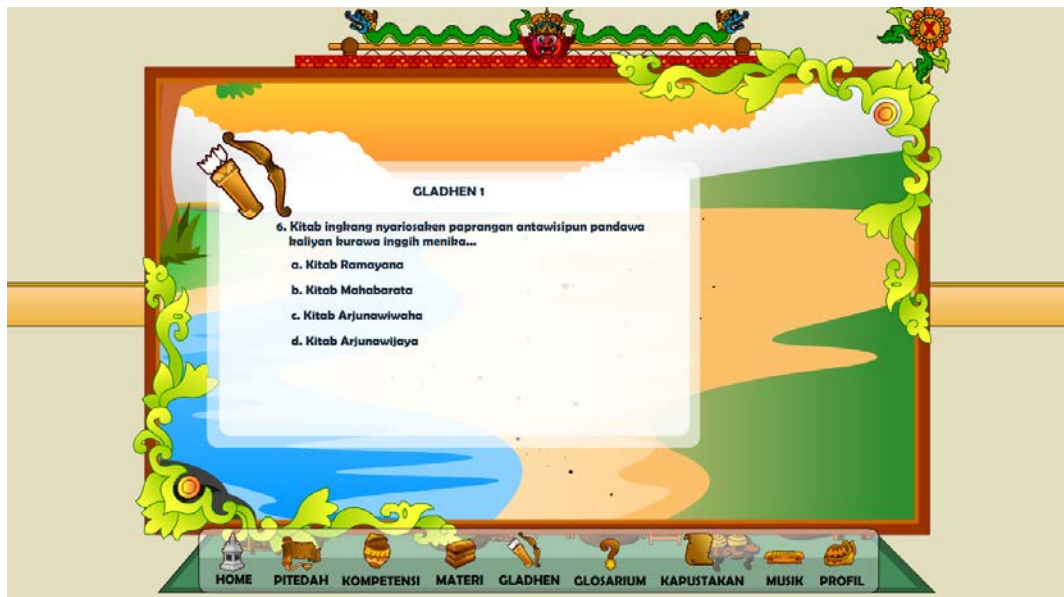 X
GLADHEN 1
6. Kitab ingkang nyariosaken paprangan antawisipun pandawa
kaliyan kurawa inggih menika...
a. Kitab Ramayana
b. Kitab Mahabarata
c. Kitab Arjunawiwaha
d. Kitab Arjunawijaya
HOME PITEDAH KOMPETENSI MATERI GLADHEN GLOSARIUM KAPUSTAKAN MUSIK PROFIL